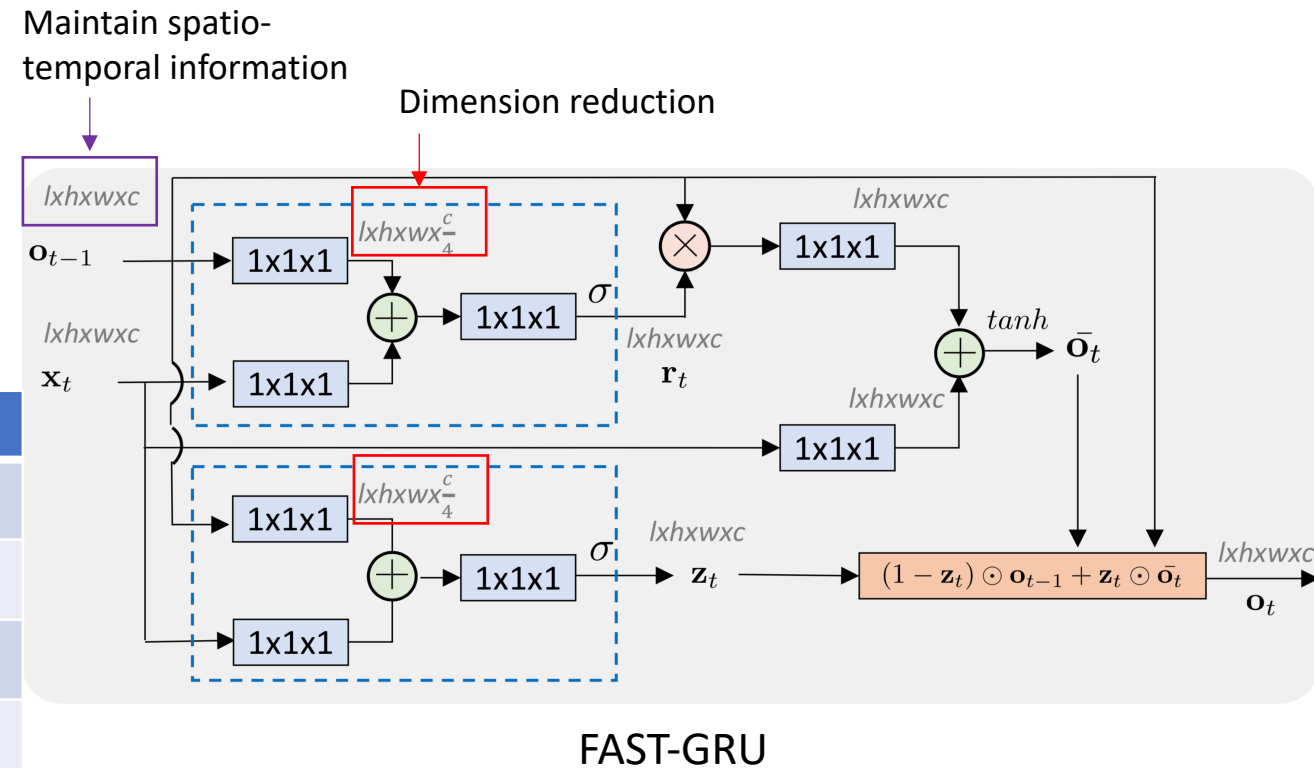 Maintain spatio-
temporal information
Dimension reduction
lxhxwxc
lxhxwx c/4
lxhxwxc
o_{t−1}
1x1x1
1x1x1
+
1x1x1
σ
×
1x1x1
lxhxwxc
x_t
1x1x1
lxhxwxc
r_t
+
tanh
ō_t
lxhxwxc
1x1x1
lxhxwx c/4
1x1x1
+
1x1x1
σ
lxhxwxc
z_t
(1 − z_t) ⊙ o_{t−1} + z_t ⊙ ō_t
lxhxwxc
o_t
1x1x1
FAST-GRU